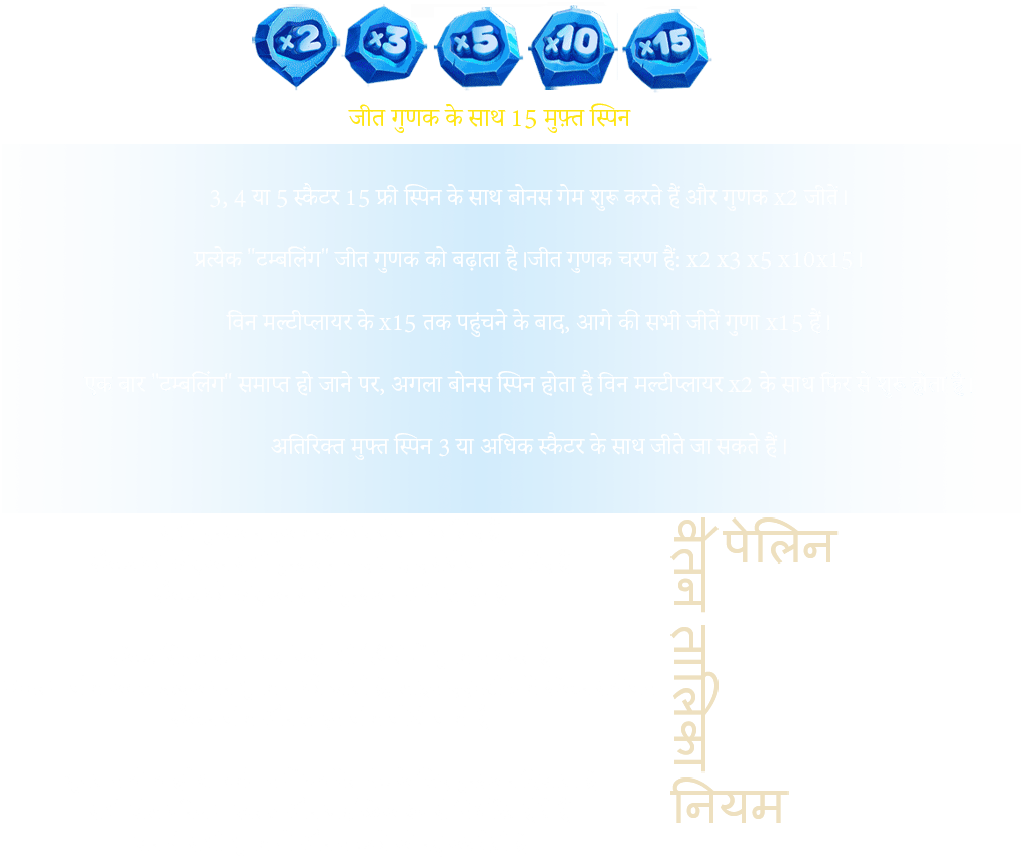 x2 x3 x5 x10 x15
जीत गुणक के साथ 15 मुफ़्त स्पिन
3, 4 या 5 स्कैटर 15 फ्री स्पिन के साथ बोनस गेम शुरू करते हैं और गुणक x2 जीतें।
प्रत्येक "टम्बलिंग" जीत गुणक को बढ़ाता है।जीत गुणक चरण हैं: x2 x3 x5 x10x15।
विन मल्टीप्लायर के x15 तक पहुंचने के बाद, आगे की सभी जीतें गुणा x15 हैं।
एक बार "टम्बलिंग" समाप्त हो जाने पर, अगला बोनस स्पिन होता है विन मल्टीप्लायर x2 के साथ फिर से
अतिरिक्त मुफ्त स्पिन 3 या अधिक स्कैटर के साथ जीते जा सकते हैं।
पेलिन
वेतन तालिका
नियम